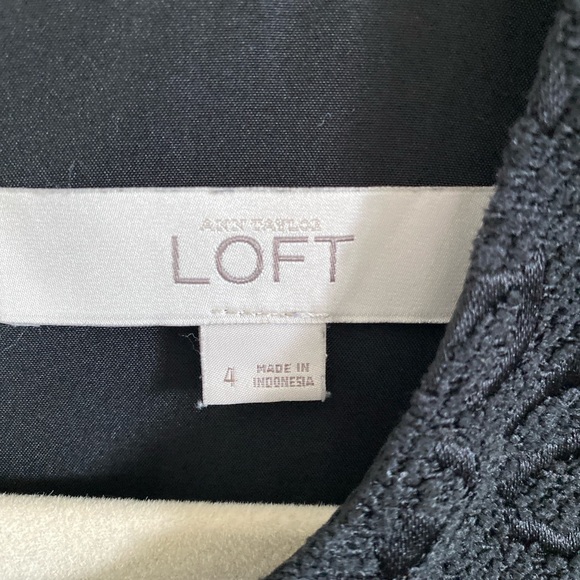 ANN TAYLOR
LOFT
4
MADE IN
INDONESIA